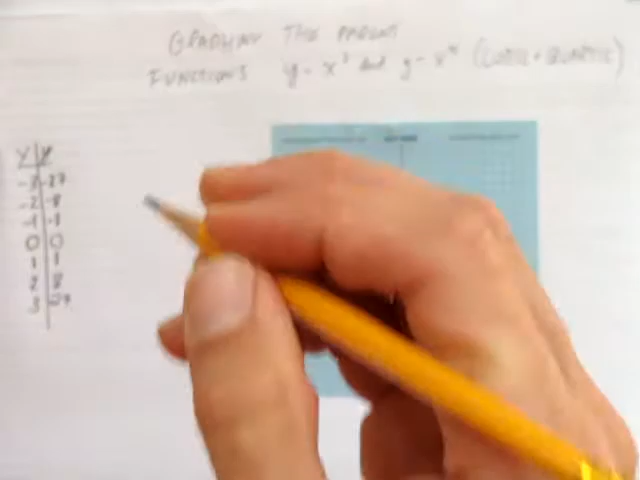 GRAPHING THE PARENT
FUNCTIONS y = x³ and y = x⁴ (CUBIC + QUARTIC)
X Y
-3 -27
-2 -8
-1 -1
0 0
1 1
2 8
3 27